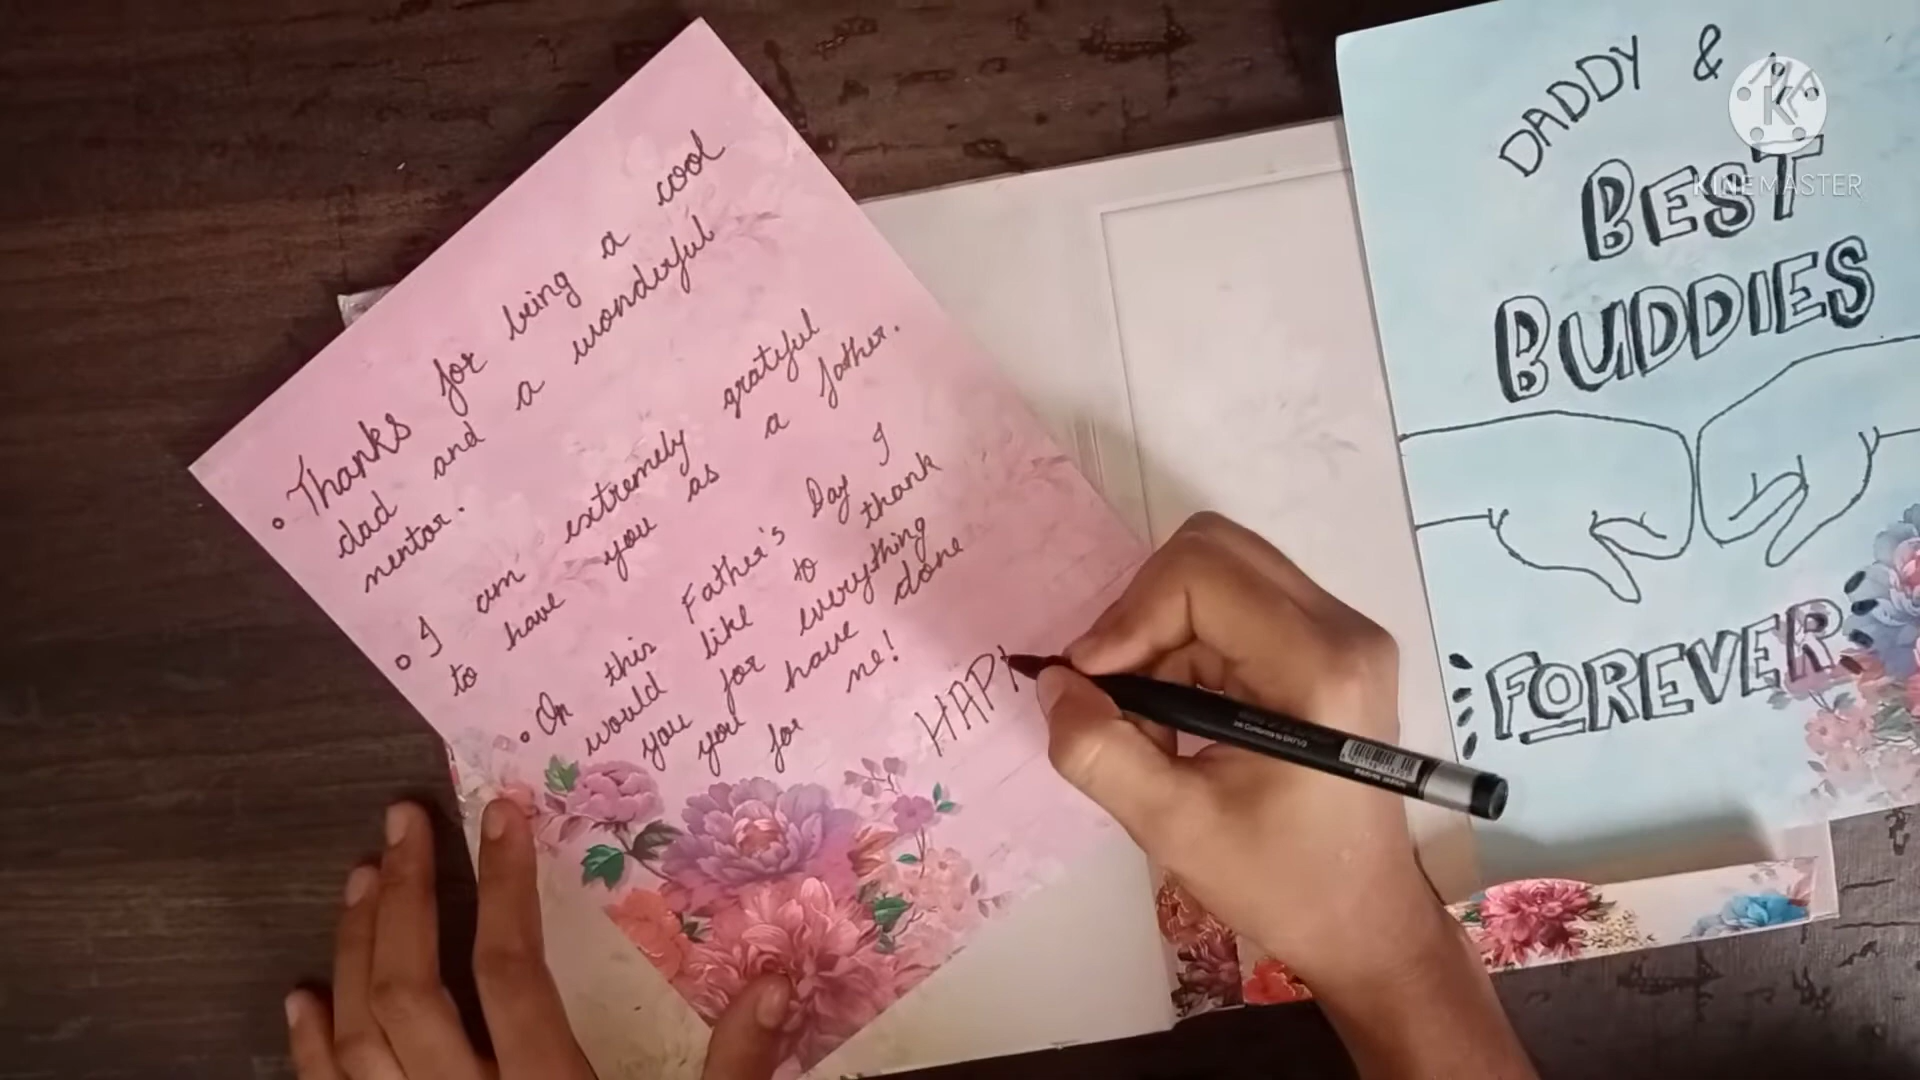 Thanks for being a cool
dad and a wonderful
mentor.
I am extremely grateful
to have you as a father.
On this Father's Day I
would like to thank
you for everything
you have done
for me!
HAPP
DADDY &
BEST
BUDDIES
FOREVER
KINEMASTER